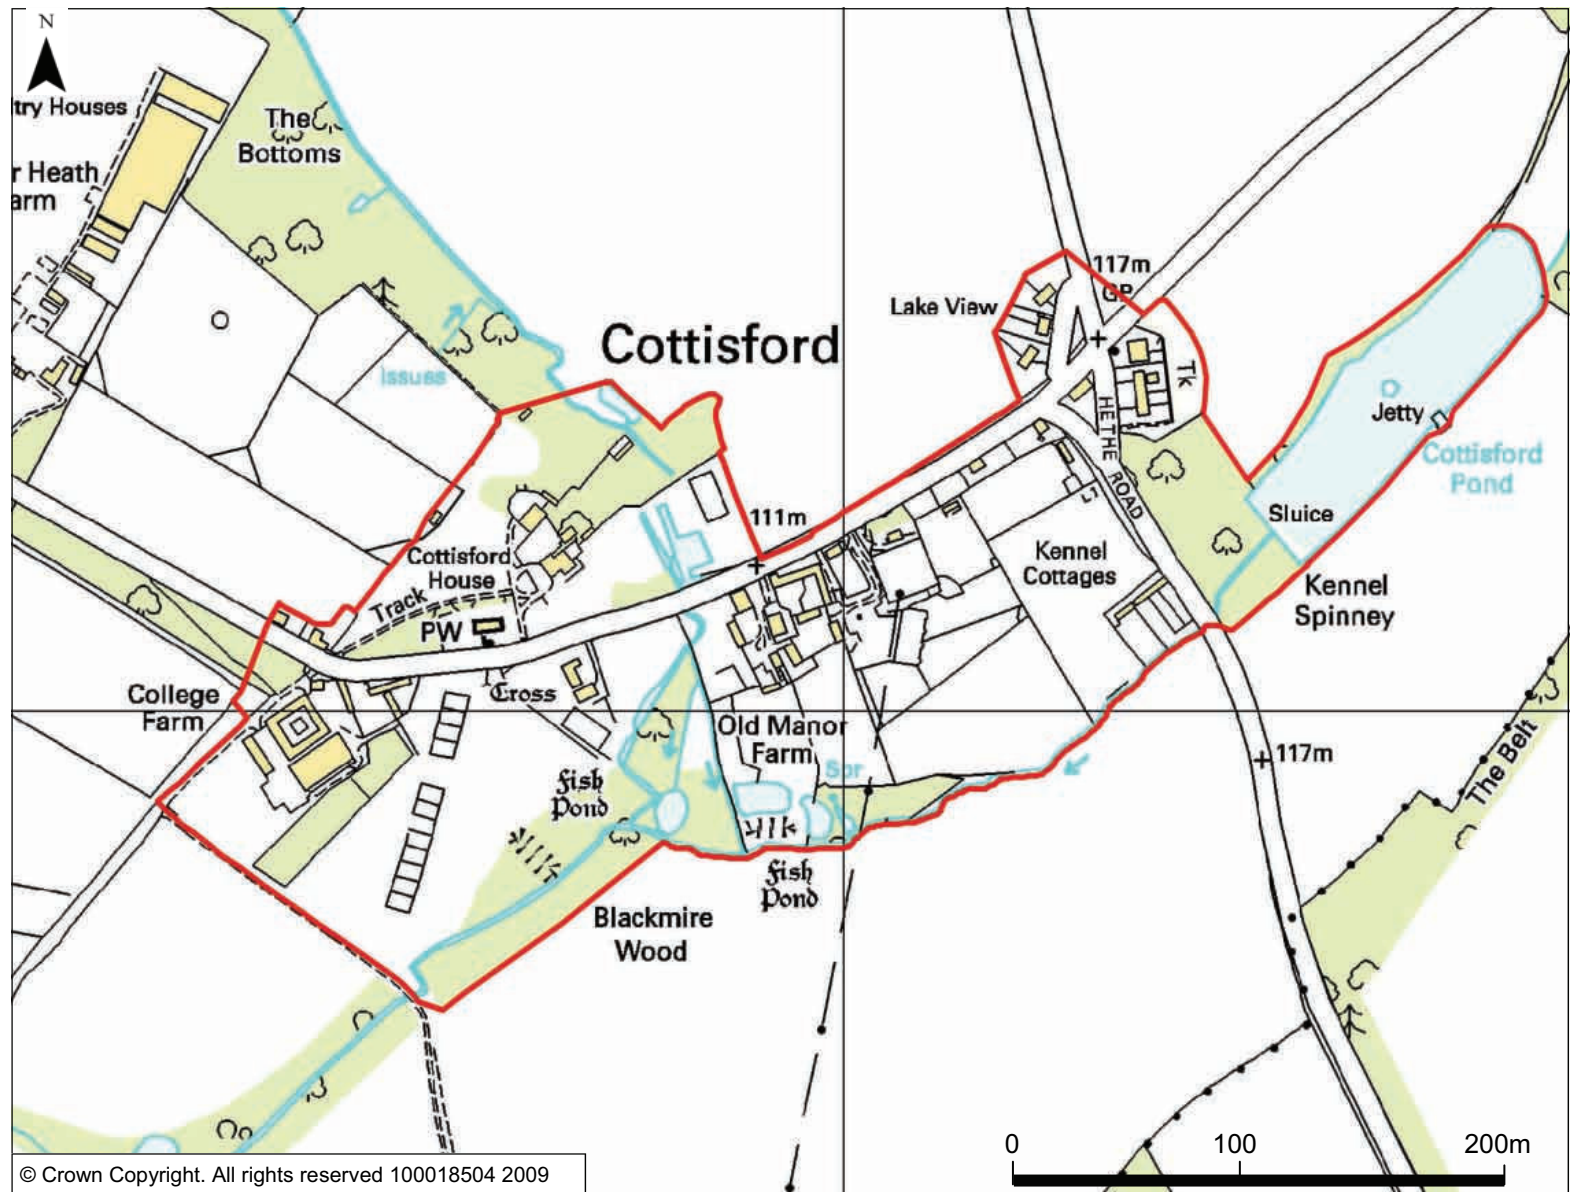 N
try Houses
r Heath
arm
The
Bottoms
Issues
Cottisford
Lake View
117m
GP
Tk
HETHE ROAD
Jetty
Cottisford
Pond
Sluice
Kennel
Spinney
Kennel
Cottages
111m
Cottisford
House
Track
PW
Cross
College
Farm
Old Manor
Farm
Spr
Fish
Pond
Fish
Pond
Blackmire
Wood
117m
The Belt
0 100 200m
© Crown Copyright. All rights reserved 100018504 2009